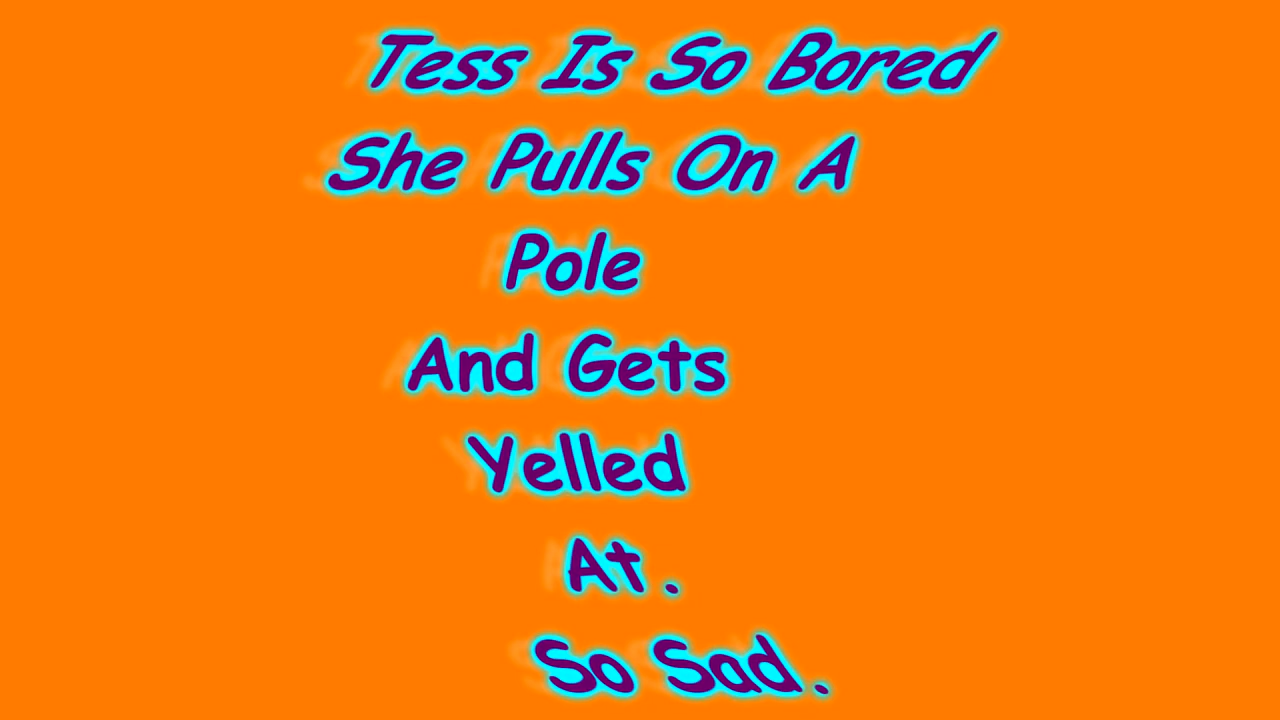 Tess Is So Bored
She Pulls On A
Pole
And Gets
Yelled
At.
So Sad.